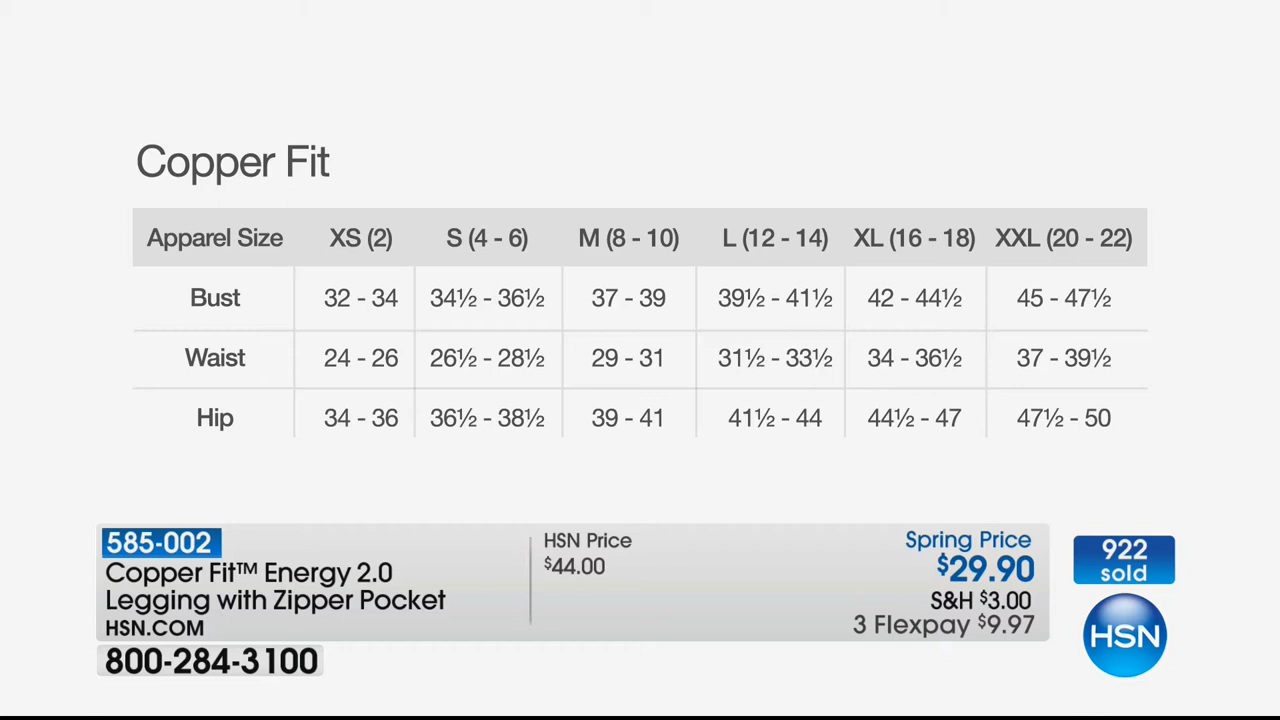 Copper Fit
Apparel Size XS (2) S (4 - 6) M (8 - 10) L (12 - 14) XL (16 - 18) XXL (20 - 22)
Bust 32 - 34 34½ - 36½ 37 - 39 39½ - 41½ 42 - 44½ 45 - 47½
Waist 24 - 26 26½ - 28½ 29 - 31 31½ - 33½ 34 - 36½ 37 - 39½
Hip 34 - 36 36½ - 38½ 39 - 41 41½ - 44 44½ - 47 47½ - 50
585-002
Copper Fit™ Energy 2.0
Legging with Zipper Pocket
HSN.COM
800-284-3100
HSN Price
$44.00
Spring Price
$29.90
S&H $3.00
3 Flexpay $9.97
922
sold
HSN